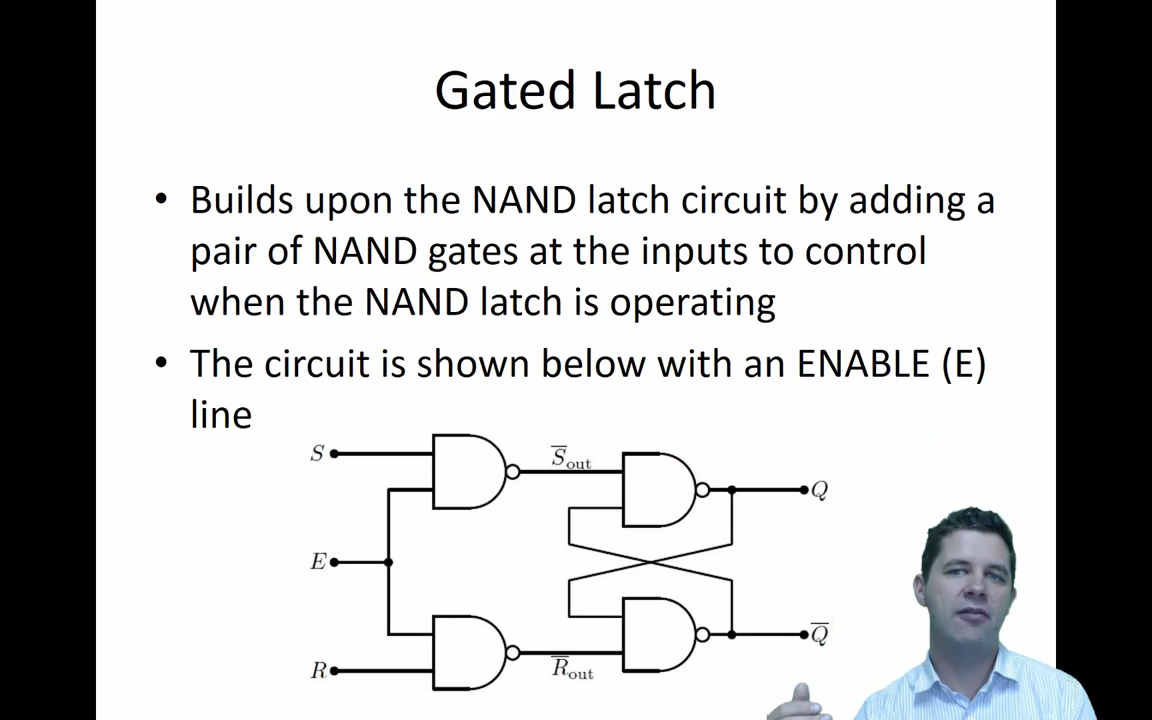 Gated Latch
• Builds upon the NAND latch circuit by adding a
pair of NAND gates at the inputs to control
when the NAND latch is operating
• The circuit is shown below with an ENABLE (E)
line
S
S̅out
Q
E
R
R̅out
Q̅